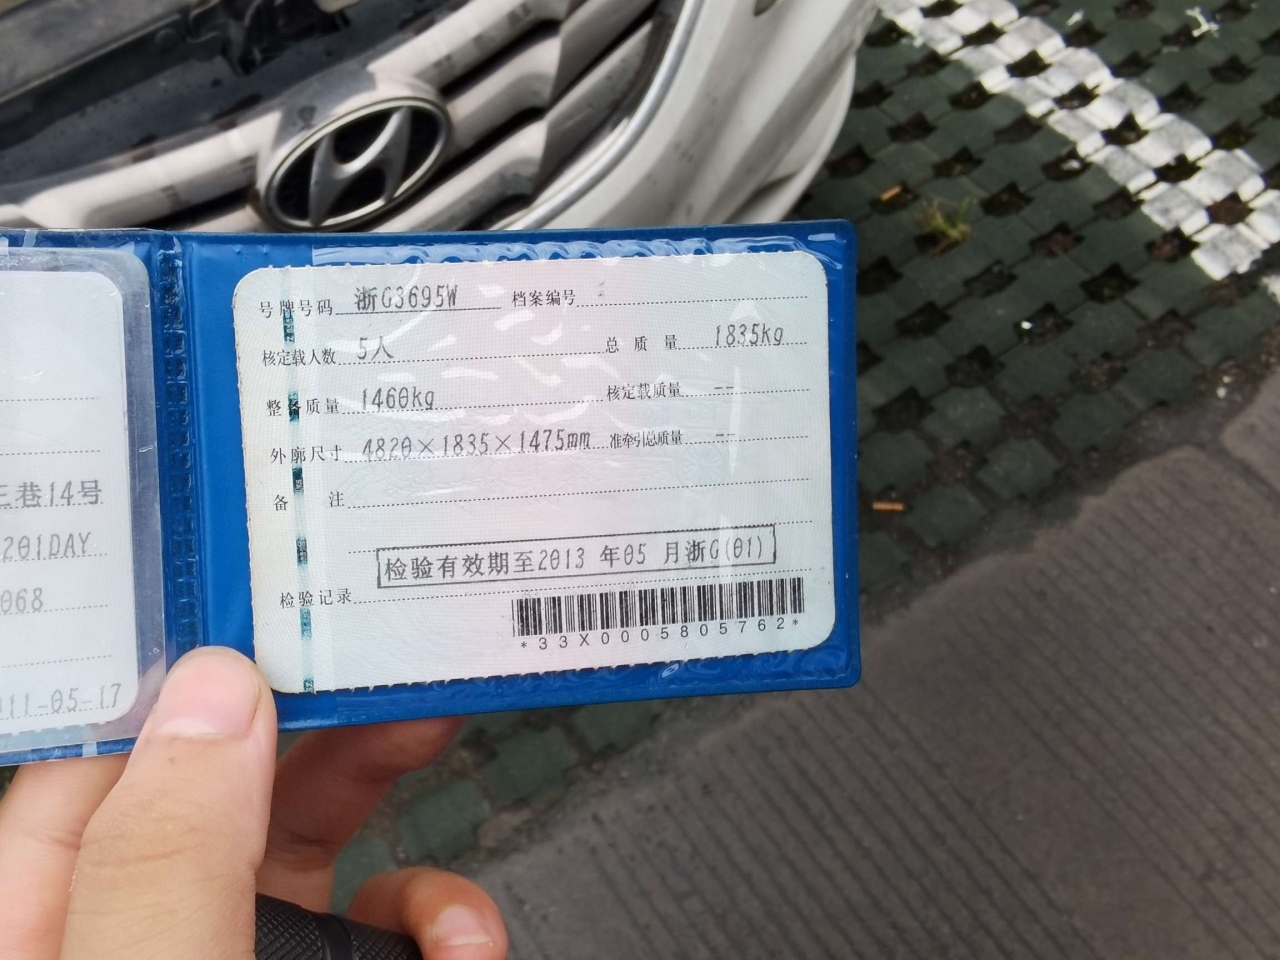 三巷14号
201DAY
068
11-05-17
号牌号码 浙G3695W 档案编号
核定载人数 5人 总质量 1835kg
整备质量 1460kg 核定载质量 --
外廓尺寸 4820×1835×1475mm 准牵引总质量 --
备注
检验有效期至2013年05月浙G(01)
检验记录
*33X0005805762*